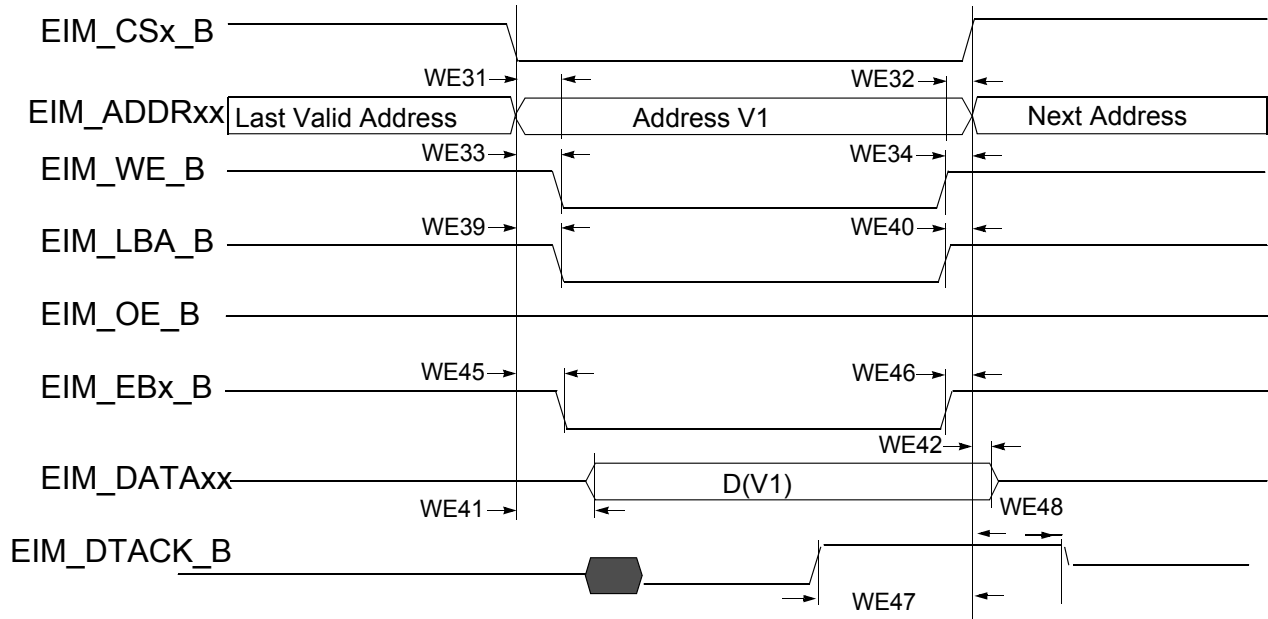 EIM_CSx_B
WE31
WE32
EIM_ADDRxx
Last Valid Address
Address V1
Next Address
WE33
WE34
EIM_WE_B
WE39
WE40
EIM_LBA_B
EIM_OE_B
WE45
WE46
EIM_EBx_B
WE42
EIM_DATAxx
D(V1)
WE41
WE48
EIM_DTACK_B
WE47